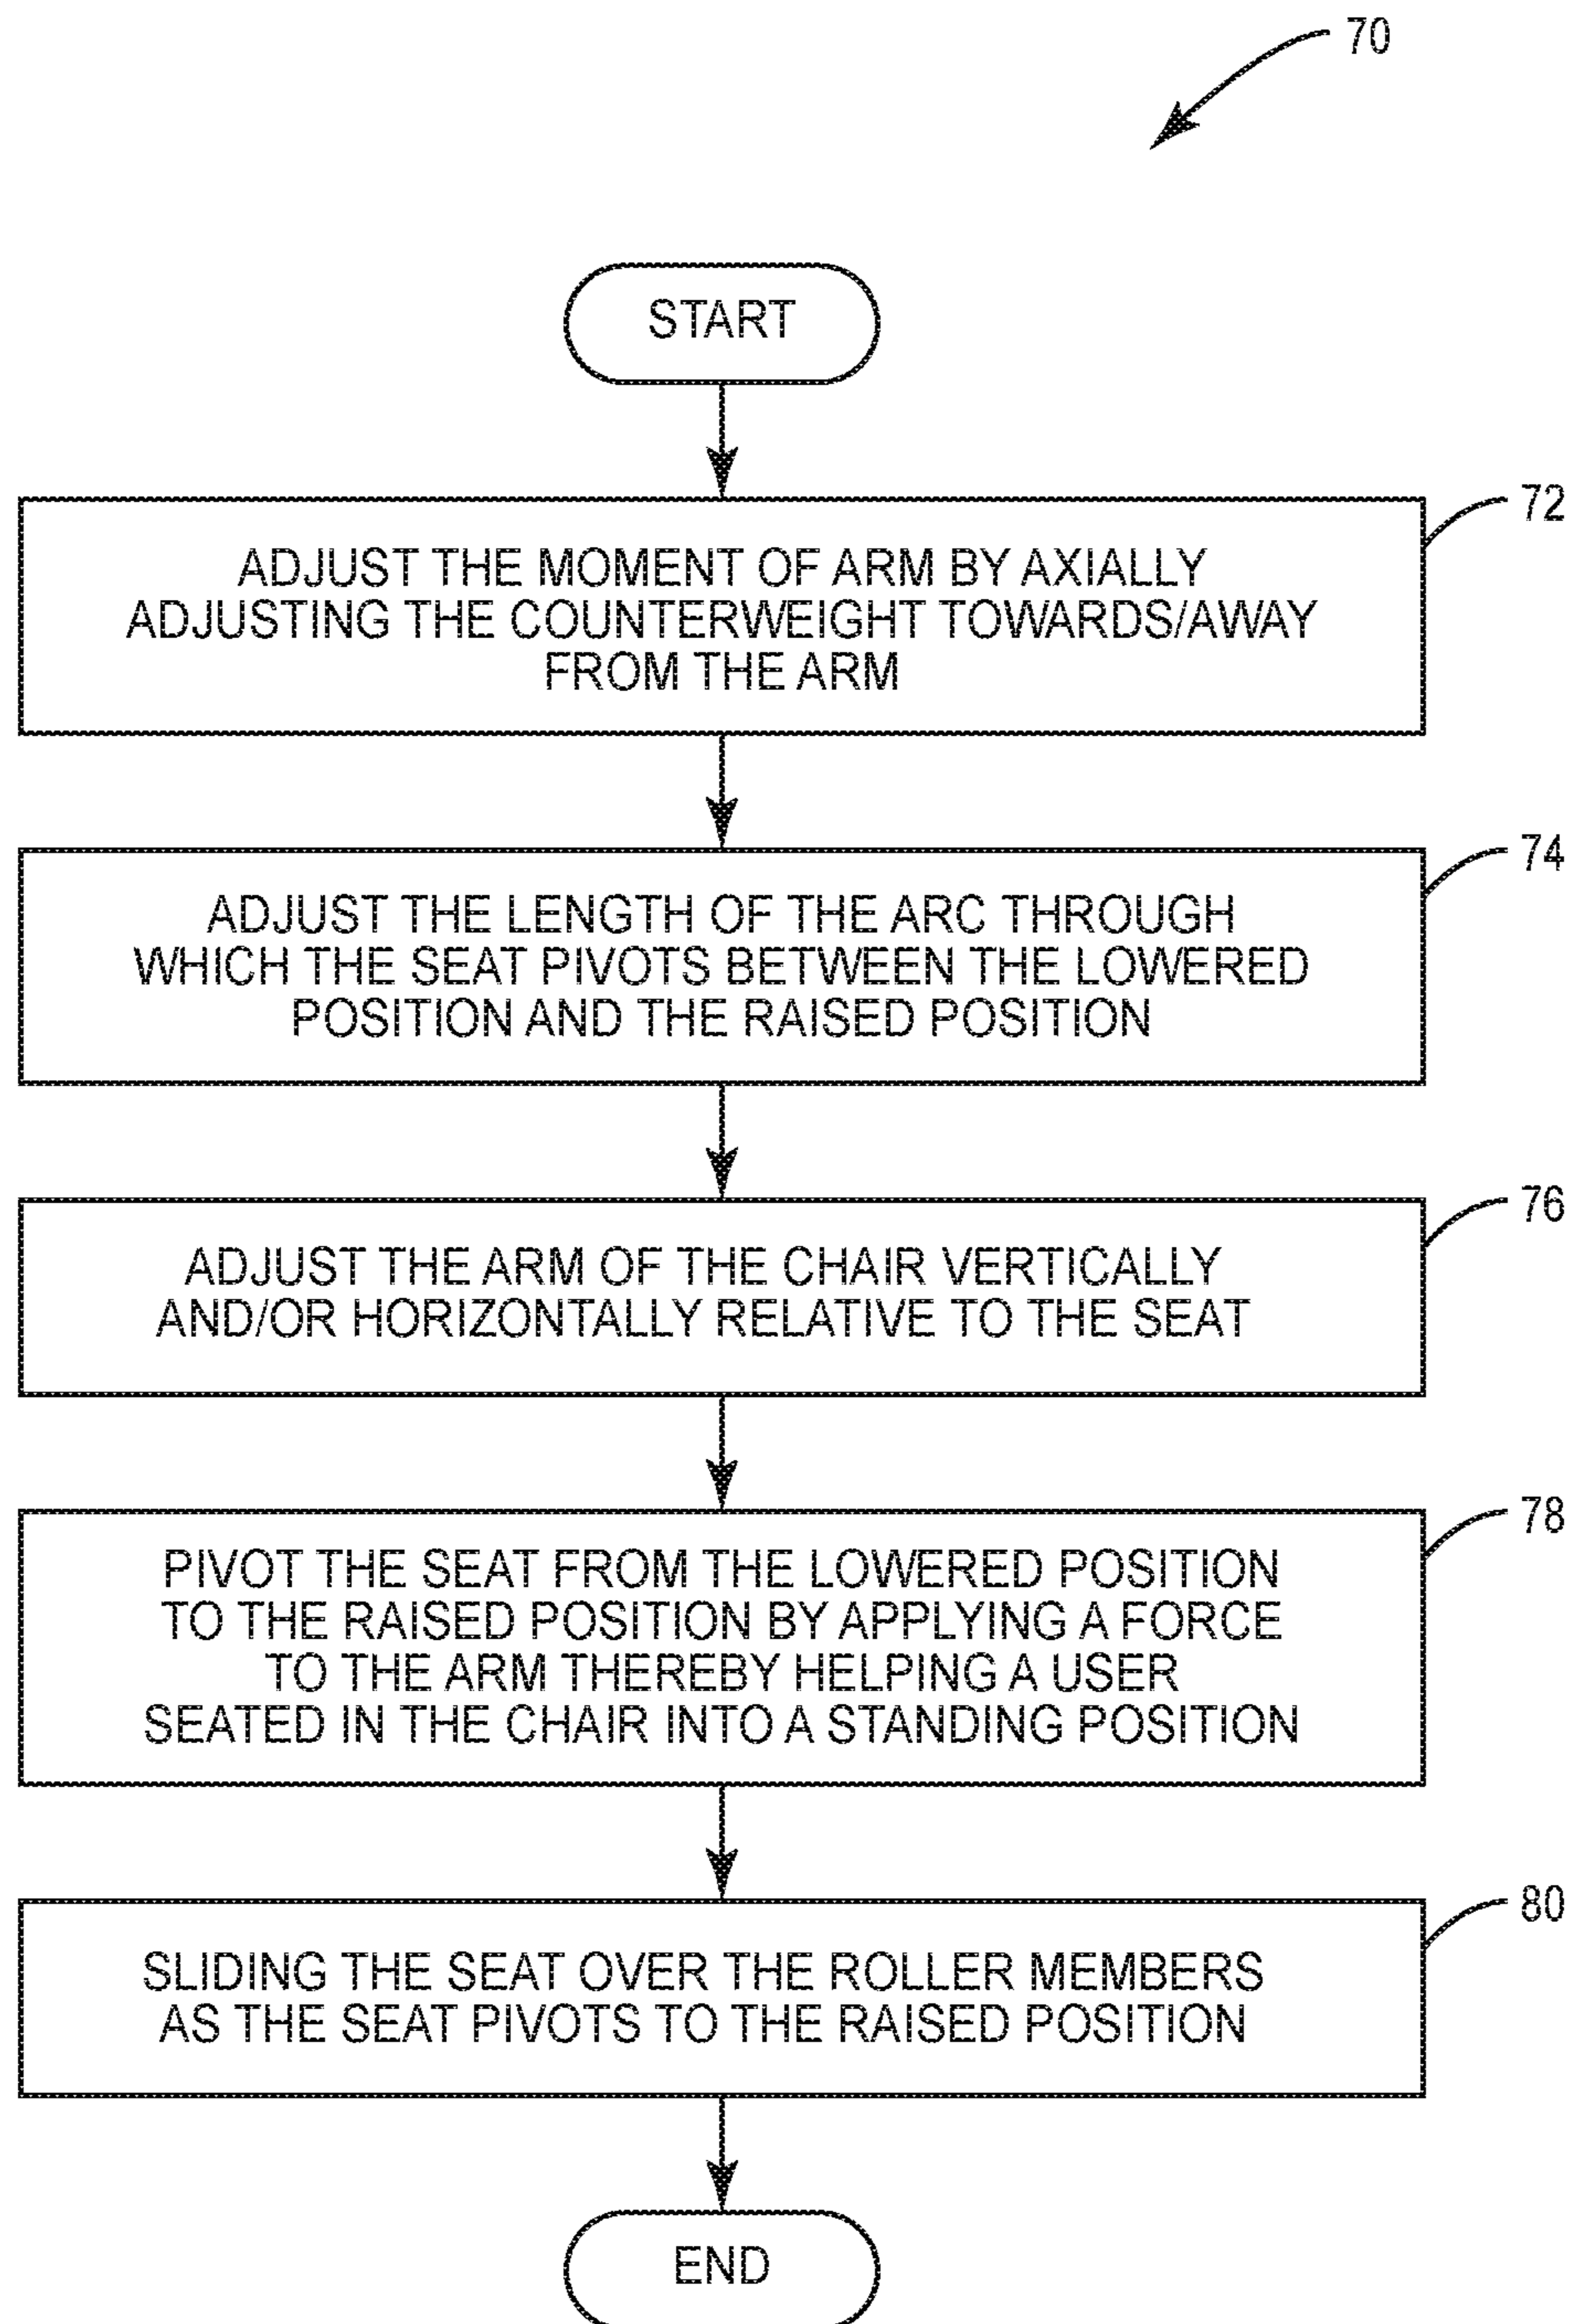 70
START
72
ADJUST THE MOMENT OF ARM BY AXIALLY
ADJUSTING THE COUNTERWEIGHT TOWARDS/AWAY
FROM THE ARM
74
ADJUST THE LENGTH OF THE ARC THROUGH
WHICH THE SEAT PIVOTS BETWEEN THE LOWERED
POSITION AND THE RAISED POSITION
76
ADJUST THE ARM OF THE CHAIR VERTICALLY
AND/OR HORIZONTALLY RELATIVE TO THE SEAT
78
PIVOT THE SEAT FROM THE LOWERED POSITION
TO THE RAISED POSITION BY APPLYING A FORCE
TO THE ARM THEREBY HELPING A USER
SEATED IN THE CHAIR INTO A STANDING POSITION
80
SLIDING THE SEAT OVER THE ROLLER MEMBERS
AS THE SEAT PIVOTS TO THE RAISED POSITION
END